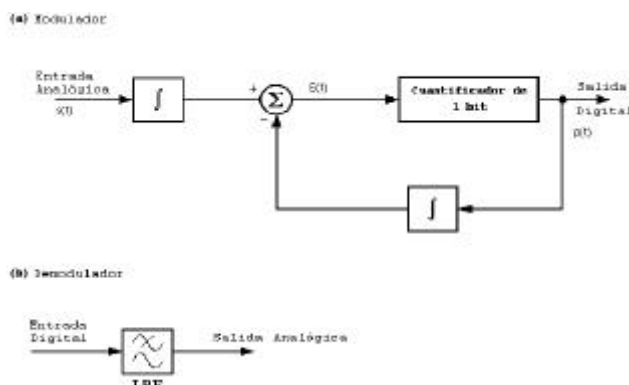 (a) Modulador
Entrada
Analógica
x(t)
∫
+
Σ
−
E(t)
Cuantificador de
1 bit
Salida
Digital
p(t)
∫
(b) Demodulador
Entrada
Digital
Salida Analógica
LPF